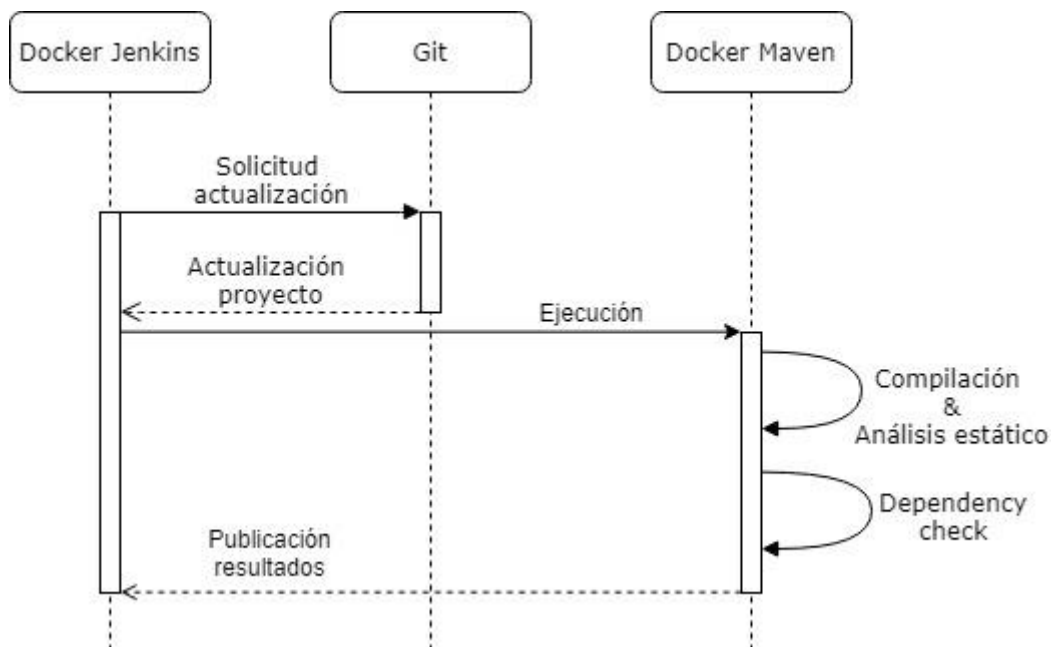 Docker Jenkins
Git
Docker Maven
Solicitud
actualización
Actualización
proyecto
Ejecución
Compilación
&
Análisis estático
Dependency
check
Publicación
resultados